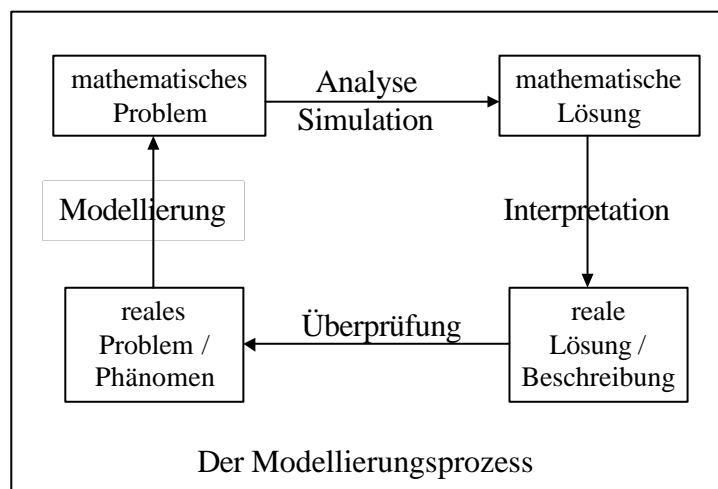 mathematisches
Problem
Analyse
Simulation
mathematische
Lösung
Modellierung
Interpretation
reales
Problem /
Phänomen
Überprüfung
reale
Lösung /
Beschreibung
Der Modellierungsprozess